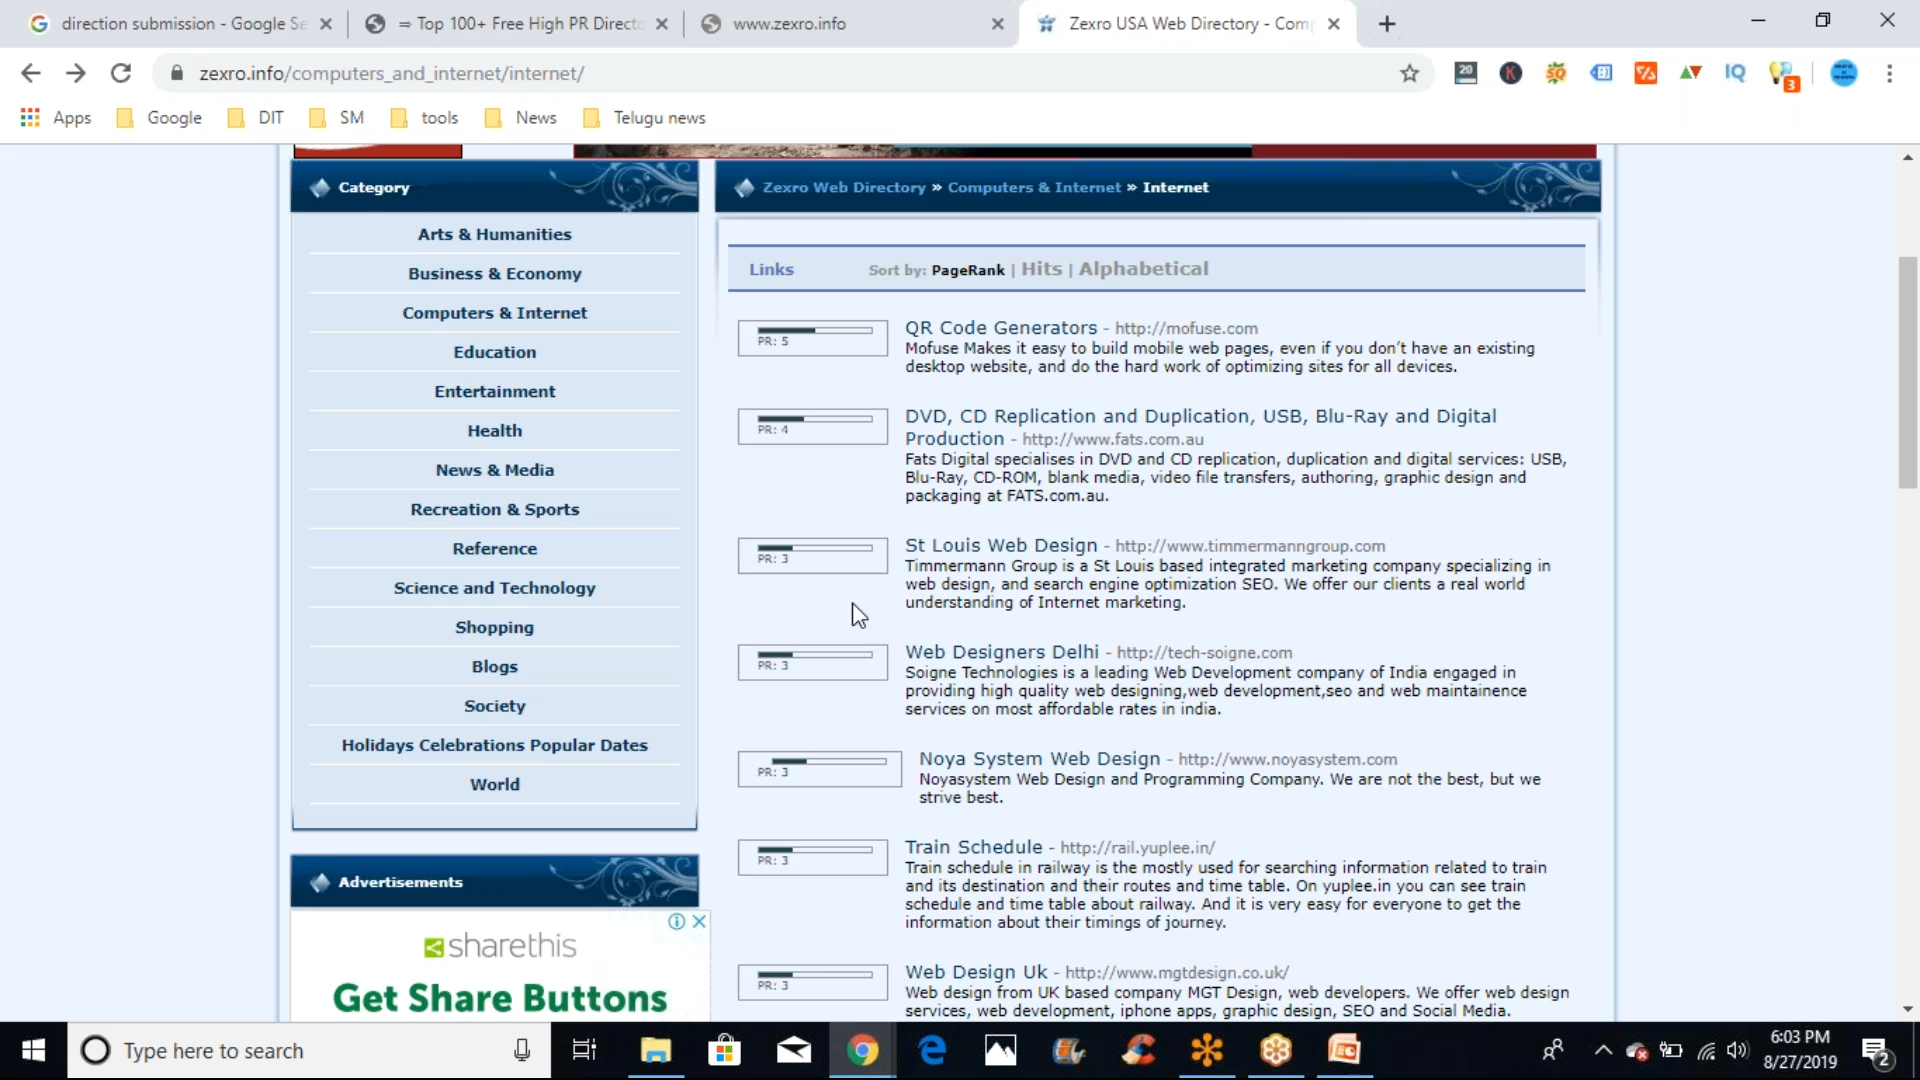 direction submission - Google Se
⇒ Top 100+ Free High PR Directo
www.zexro.info
Zexro USA Web Directory - Comp
zexro.info/computers_and_internet/internet/
20
K
SQ
IQ
3
Apps
Google
DIT
SM
tools
News
Telugu news
Category
Arts & Humanities
Business & Economy
Computers & Internet
Education
Entertainment
Health
News & Media
Recreation & Sports
Reference
Science and Technology
Shopping
Blogs
Society
Holidays Celebrations Popular Dates
World
Advertisements
sharethis
Get Share Buttons
Zexro Web Directory » Computers & Internet » Internet
Links Sort by: PageRank | Hits | Alphabetical
PR: 5
QR Code Generators - http://mofuse.com
Mofuse Makes it easy to build mobile web pages, even if you don't have an existing
desktop website, and do the hard work of optimizing sites for all devices.
PR: 4
DVD, CD Replication and Duplication, USB, Blu-Ray and Digital
Production - http://www.fats.com.au
Fats Digital specialises in DVD and CD replication, duplication and digital services: USB,
Blu-Ray, CD-ROM, blank media, video file transfers, authoring, graphic design and
packaging at FATS.com.au.
PR: 3
St Louis Web Design - http://www.timmermanngroup.com
Timmermann Group is a St Louis based integrated marketing company specializing in
web design, and search engine optimization SEO. We offer our clients a real world
understanding of Internet marketing.
PR: 3
Web Designers Delhi - http://tech-soigne.com
Soigne Technologies is a leading Web Development company of India engaged in
providing high quality web designing,web development,seo and web maintainence
services on most affordable rates in india.
PR: 3
Noya System Web Design - http://www.noyasystem.com
Noyasystem Web Design and Programming Company. We are not the best, but we
strive best.
PR: 3
Train Schedule - http://rail.yuplee.in/
Train schedule in railway is the mostly used for searching information related to train
and its destination and their routes and time table. On yuplee.in you can see train
schedule and time table about railway. And it is very easy for everyone to get the
information about their timings of journey.
PR: 3
Web Design Uk - http://www.mgtdesign.co.uk/
Web design from UK based company MGT Design, web developers. We offer web design
services, web development, iphone apps, graphic design, SEO and Social Media.
Type here to search
6:03 PM
8/27/2019
2